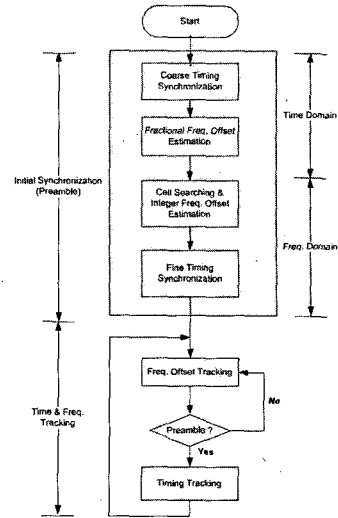 Start
Coarse Timing
Synchronization
Fractional Freq. Offset
Estimation
Time Domain
Initial Synchronization
(Preamble)
Cell Searching &
Integer Freq. Offset
Estimation
Freq. Domain
Fine Timing
Synchronization
Freq. Offset Tracking
No
Time & Freq.
Tracking
Preamble ?
Yes
Timing Tracking